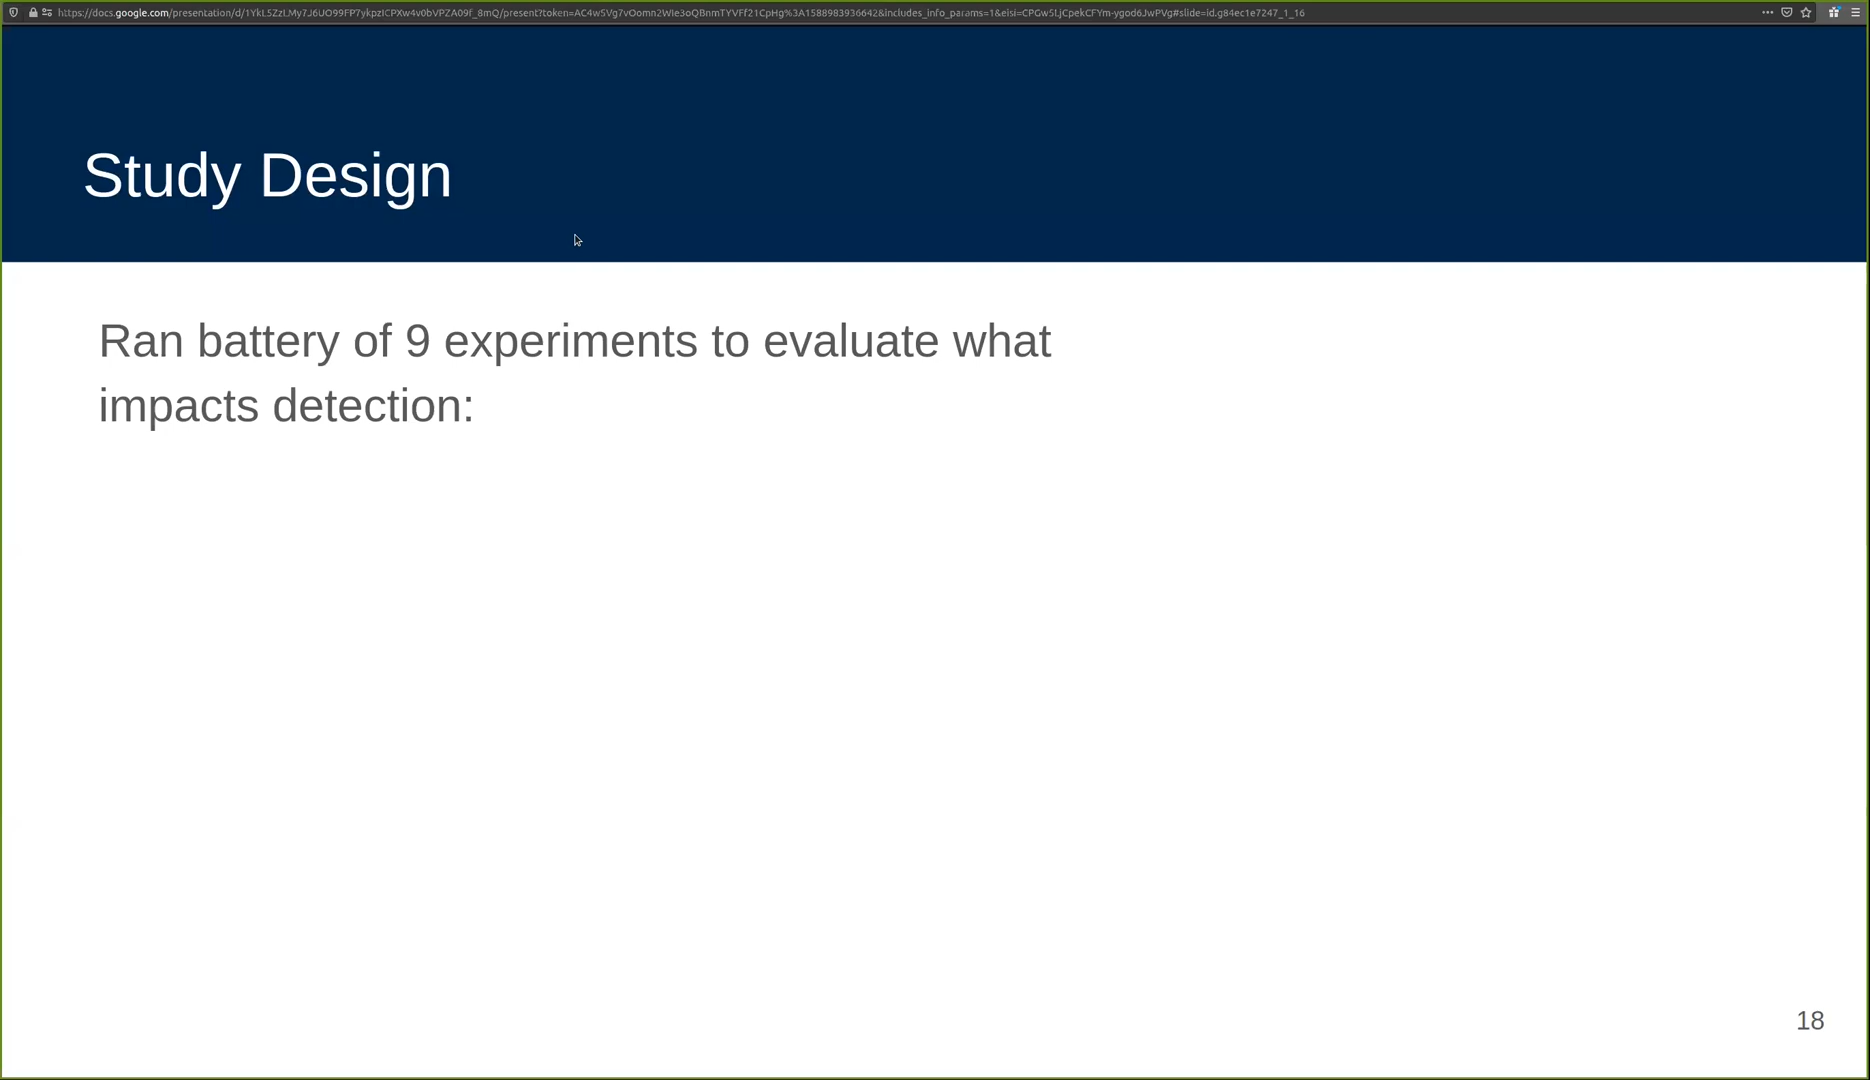 Study Design
Ran battery of 9 experiments to evaluate what
impacts detection:
18